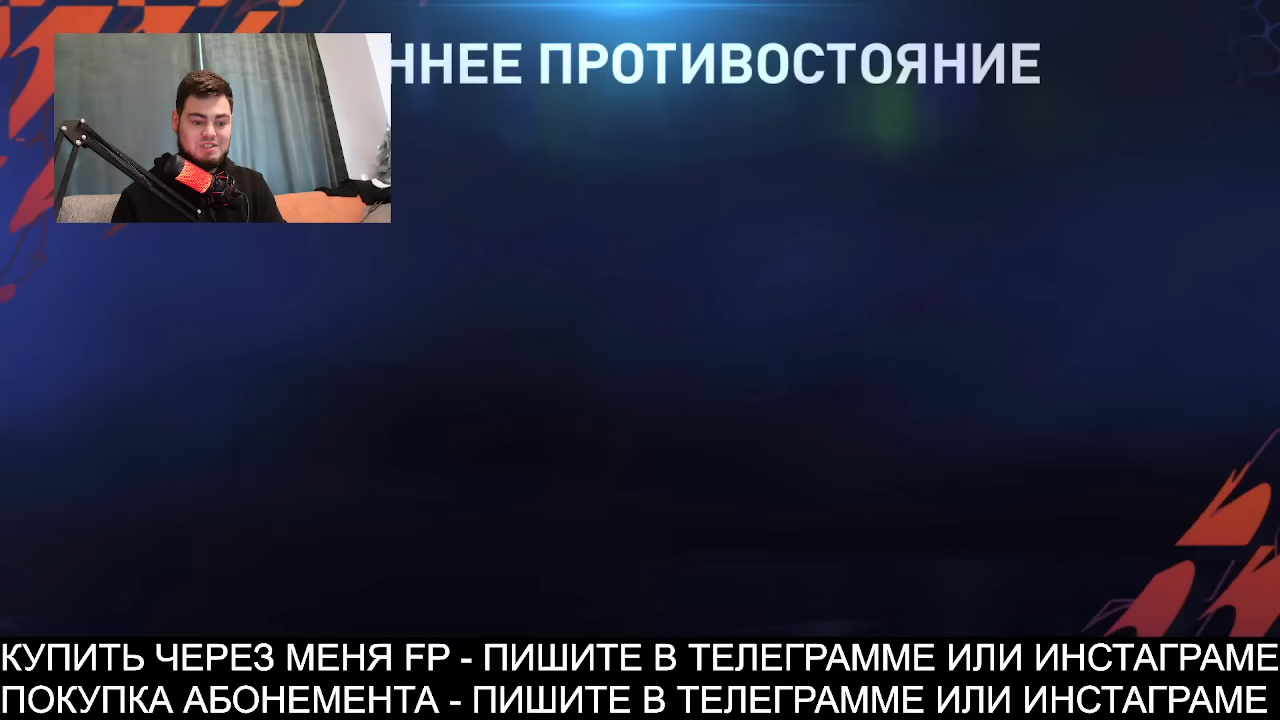 ННЕЕ ПРОТИВОСТОЯНИЕ
КУПИТЬ ЧЕРЕЗ МЕНЯ FP - ПИШИТЕ В ТЕЛЕГРАММЕ ИЛИ ИНСТАГРАМЕ
ПОКУПКА АБОНЕМЕНТА - ПИШИТЕ В ТЕЛЕГРАММЕ ИЛИ ИНСТАГРАМЕ